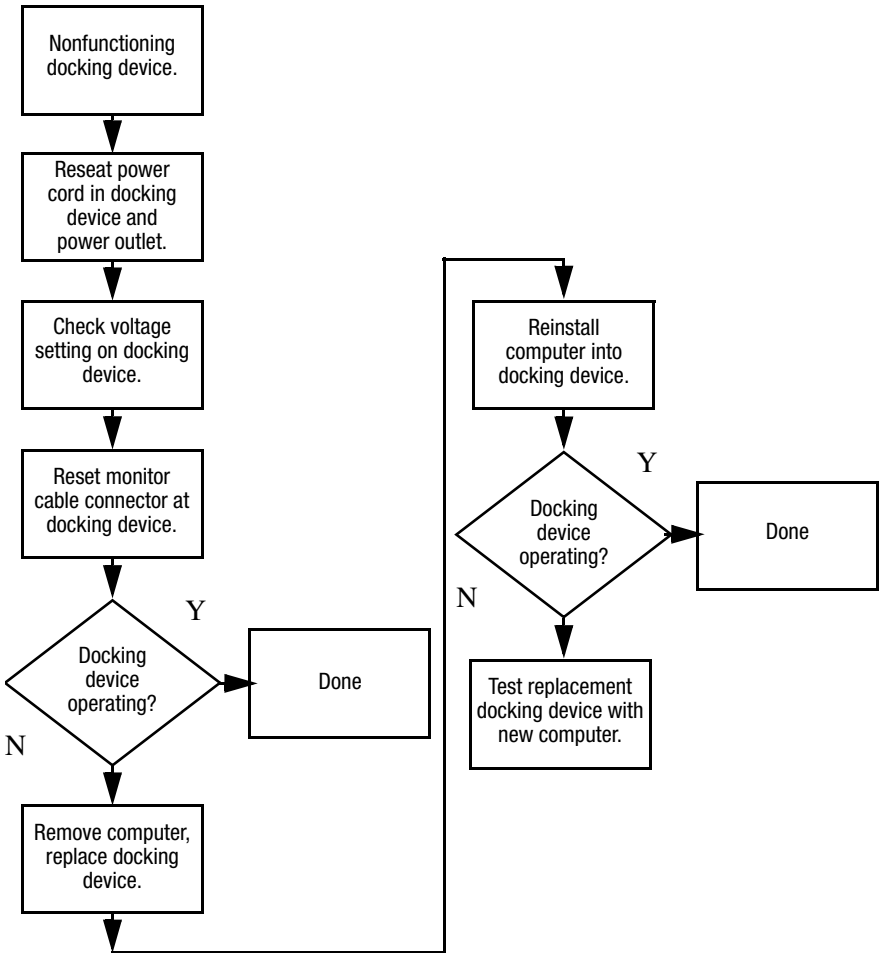 Nonfunctioning
docking device.
Reseat power
cord in docking
device and
power outlet.
Check voltage
setting on docking
device.
Reset monitor
cable connector at
docking device.
Y
Docking
device
operating?
Done
N
Remove computer,
replace docking
device.
Reinstall
computer into
docking device.
Y
Docking
device
operating?
Done
N
Test replacement
docking device with
new computer.